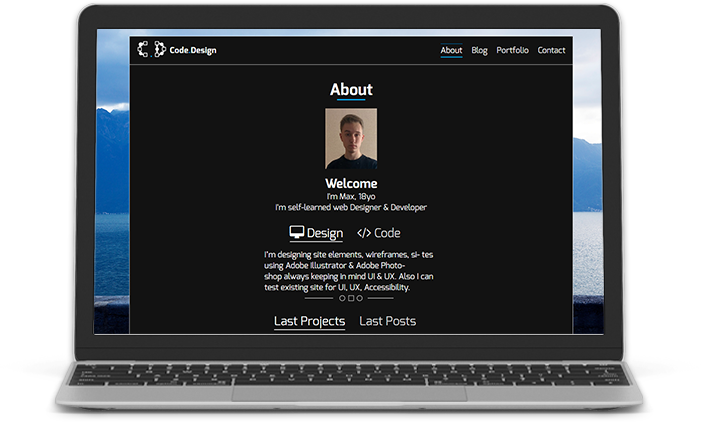 Code.Design
About Blog Portfolio Contact
About
Welcome
I'm Max, 18yo
I'm self-learned web Designer & Developer
Design </> Code
I'm designing site elements, wireframes, si- tes
using Adobe Illustrator & Adobe Photo-
shop always keeping in mind UI & UX. Also I can
test existing site for UI, UX, Accessibility.
Last Projects Last Posts